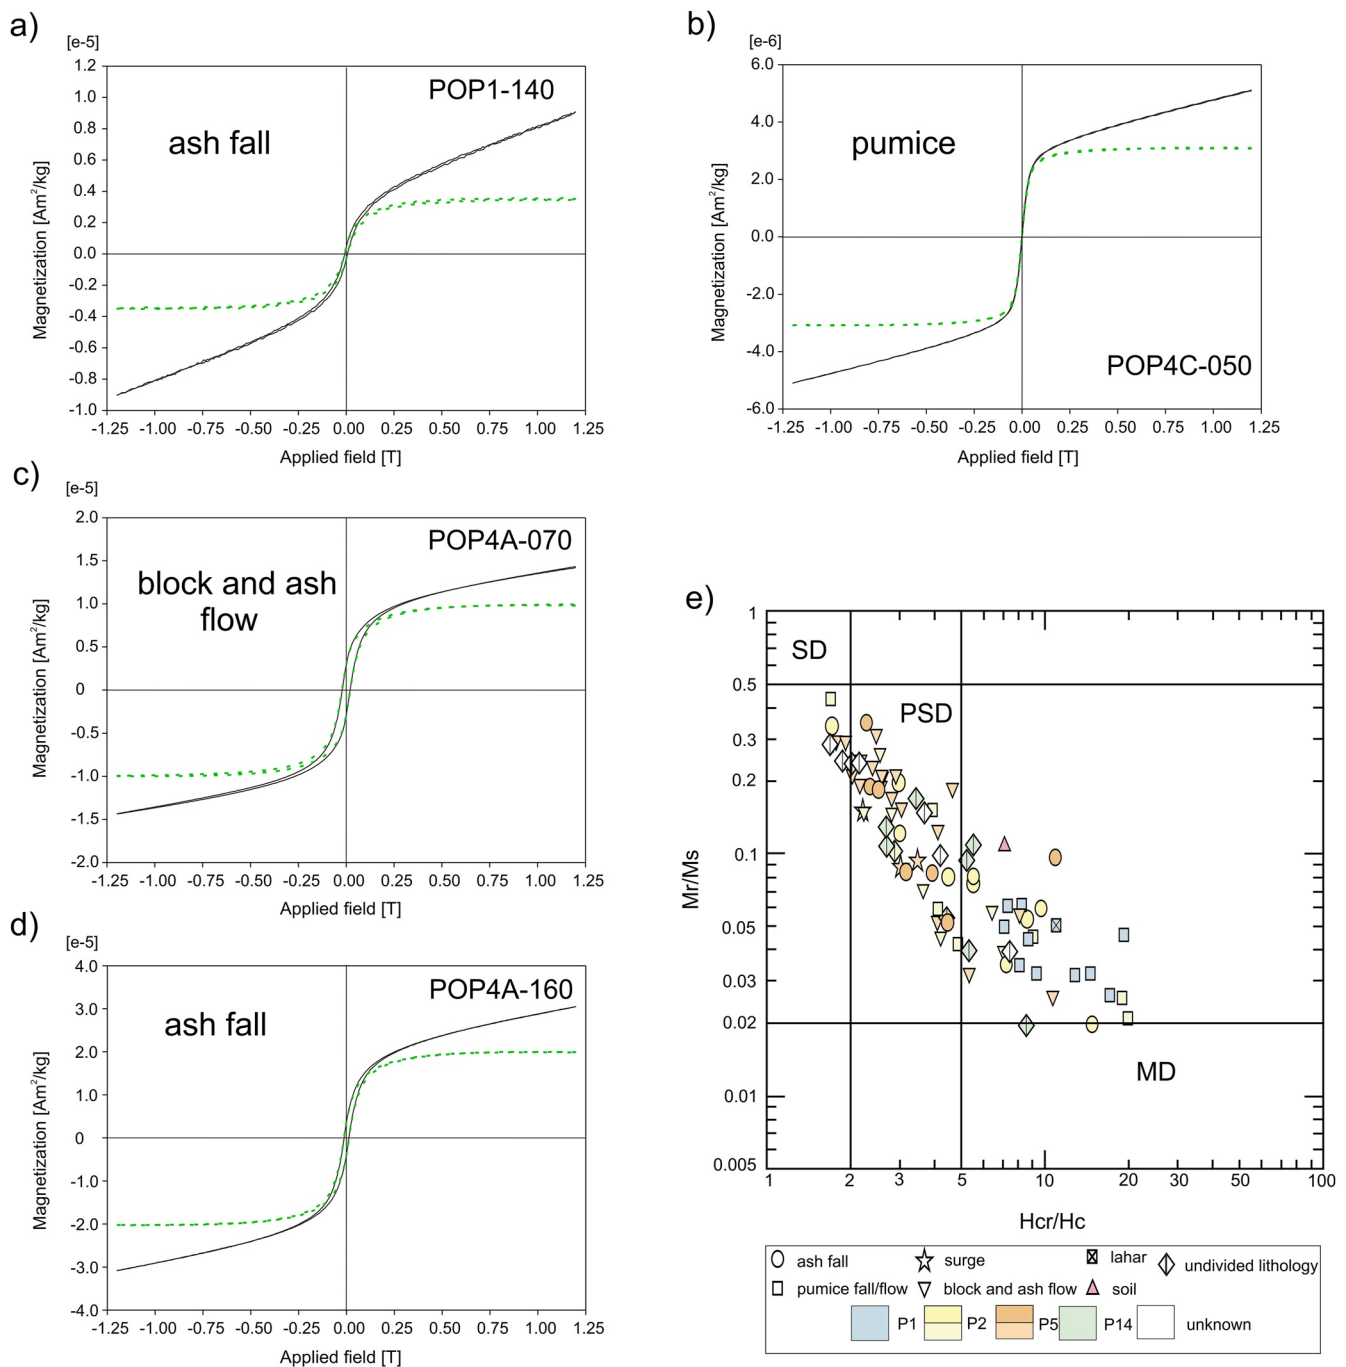 a)
[e-5]
1.2
1.0
0.8
0.6
0.4
0.2
0.0
-0.2
-0.4
-0.6
-0.8
-1.0
Magnetization [Am²/kg]
POP1-140
ash fall
-1.25 -1.00 -0.75 -0.50 -0.25 0.00 0.25 0.50 0.75 1.00 1.25
Applied field [T]
b)
[e-6]
6.0
4.0
2.0
0.0
-2.0
-4.0
-6.0
Magnetization [Am²/kg]
pumice
POP4C-050
-1.25 -1.00 -0.75 -0.50 -0.25 0.00 0.25 0.50 0.75 1.00 1.25
Applied field [T]
c)
[e-5]
2.0
1.5
1.0
0.5
0
-0.5
-1.0
-1.5
-2.0
Magnetization [Am²/kg]
POP4A-070
block and ash
flow
-1.25 -1.00 -0.75 -0.50 -0.25 0.00 0.25 0.50 0.75 1.00 1.25
Applied field [T]
d)
[e-5]
4.0
3.0
2.0
1.0
0
-1.0
-2.0
-3.0
-4.0
Magnetization [Am²/kg]
POP4A-160
ash fall
-1.25 -1.00 -0.75 -0.50 -0.25 0.00 0.25 0.50 0.75 1.00 1.25
Applied field [T]
e)
1
0.5
0.3
0.2
0.1
0.05
0.03
0.02
0.01
0.005
Mr/Ms
SD
PSD
MD
1 2 3 5 10 20 30 50 100
Hcr/Hc
ash fall surge lahar undivided lithology
pumice fall/flow block and ash flow soil
P1 P2 P5 P14 unknown